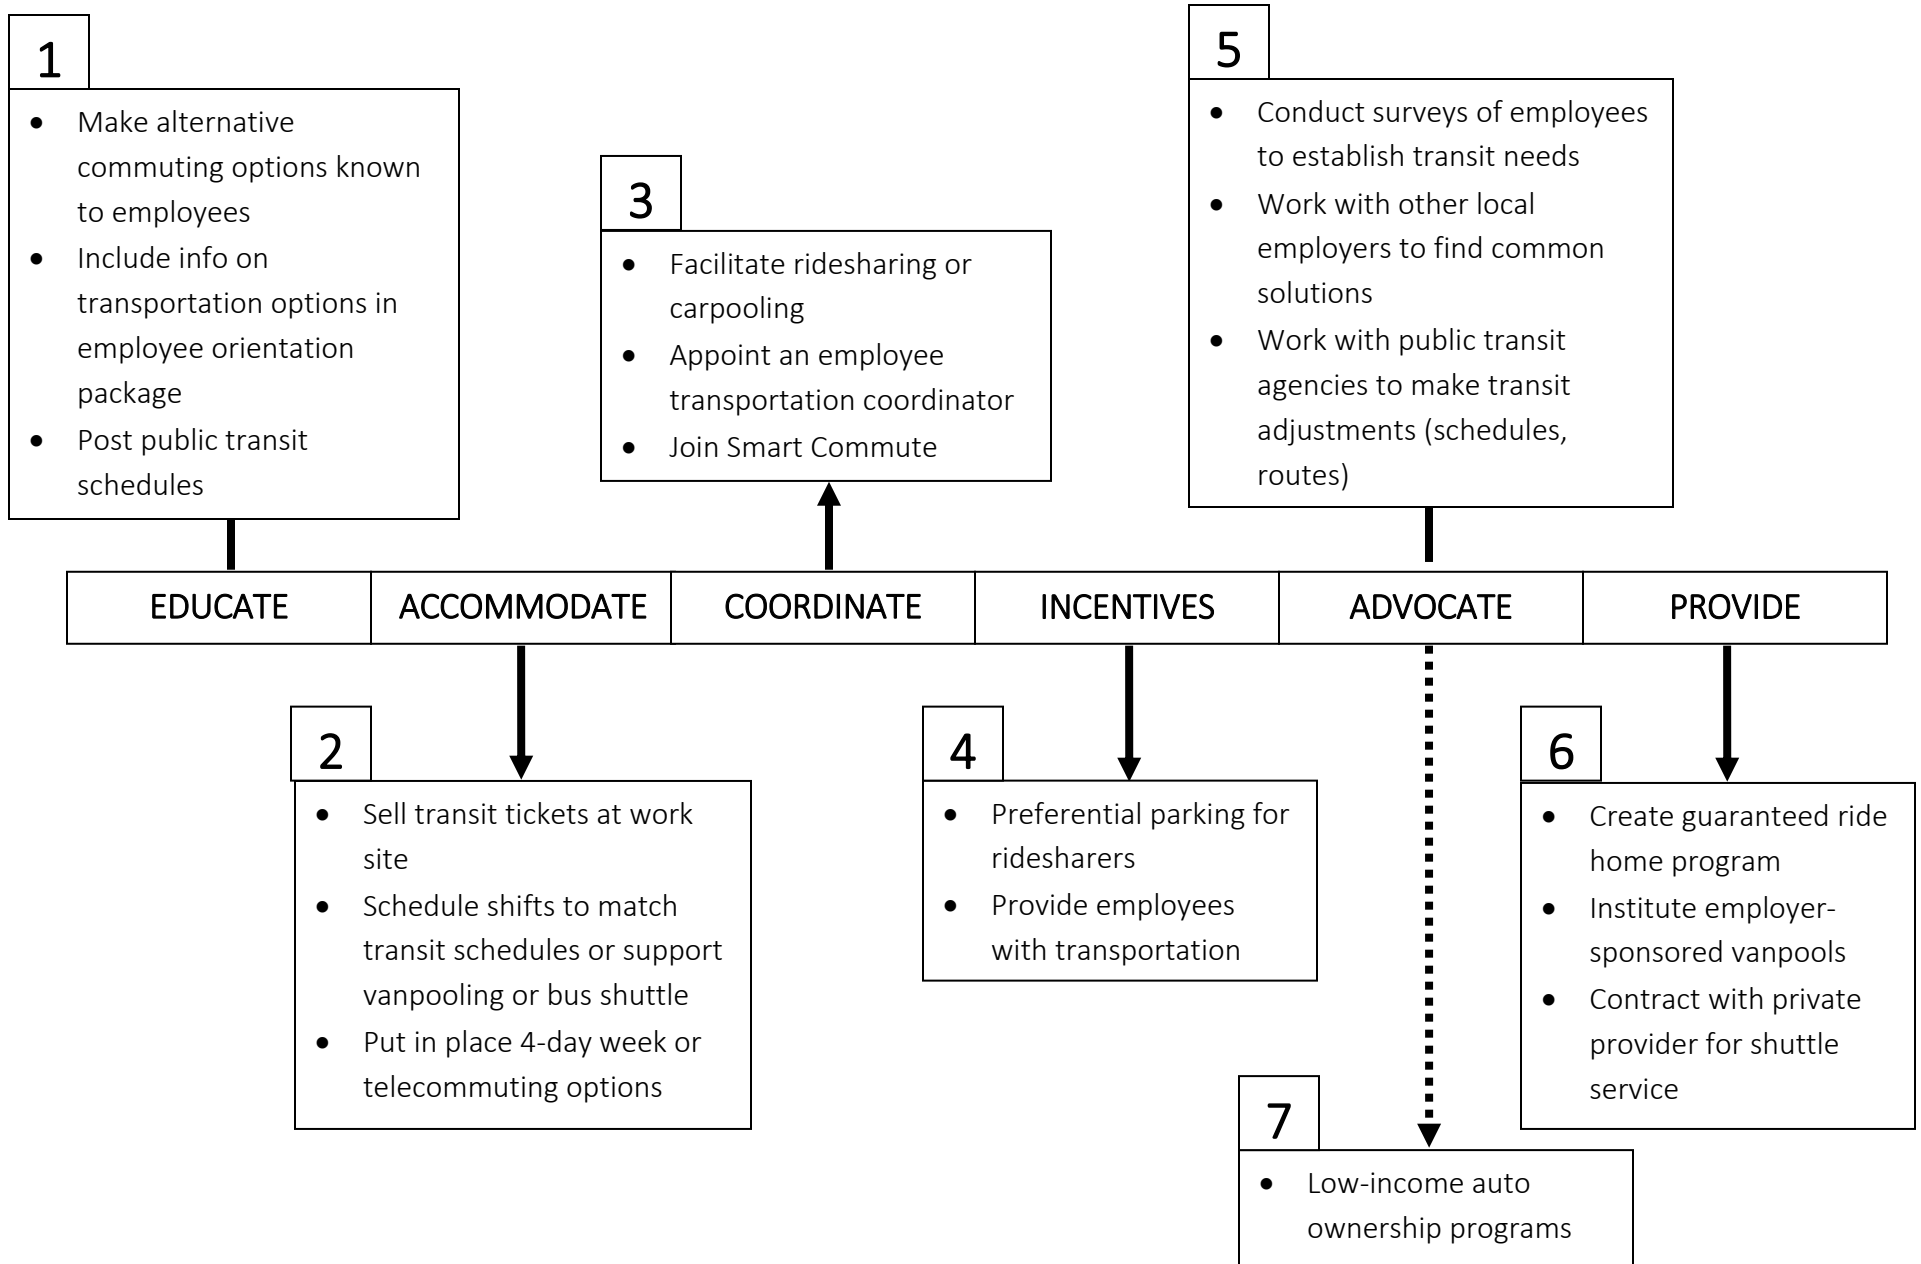 1
• Make alternative
commuting options known
to employees
• Include info on
transportation options in
employee orientation
package
• Post public transit
schedules
3
• Facilitate ridesharing or
carpooling
• Appoint an employee
transportation coordinator
• Join Smart Commute
5
• Conduct surveys of employees
to establish transit needs
• Work with other local
employers to find common
solutions
• Work with public transit
agencies to make transit
adjustments (schedules,
routes)
EDUCATE
ACCOMMODATE
COORDINATE
INCENTIVES
ADVOCATE
PROVIDE
2
• Sell transit tickets at work
site
• Schedule shifts to match
transit schedules or support
vanpooling or bus shuttle
• Put in place 4-day week or
telecommuting options
4
• Preferential parking for
ridesharers
• Provide employees
with transportation
6
• Create guaranteed ride
home program
• Institute employer-
sponsored vanpools
• Contract with private
provider for shuttle
service
7
• Low-income auto
ownership programs